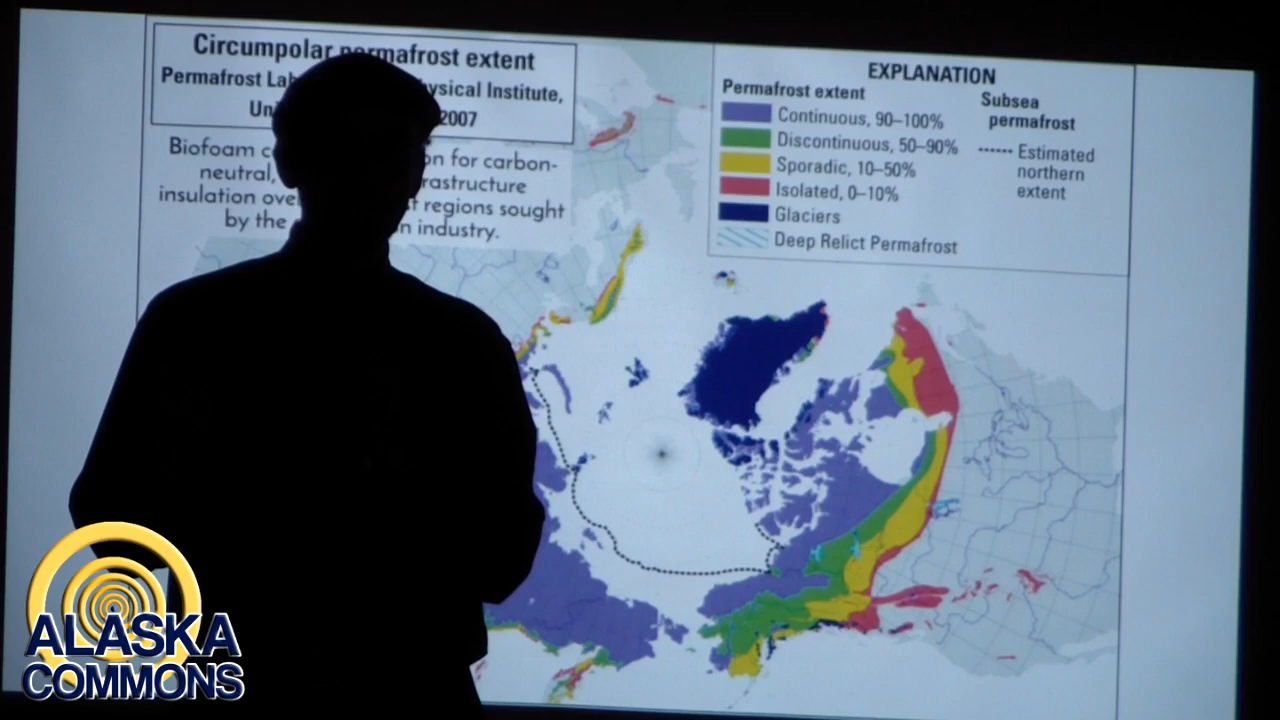 Circumpolar permafrost extent
Permafrost Lab ysical Institute,
Un 2007
Biofoam c on for carbon-
neutral, rastructure
insulation ove t regions sought
by the n industry.
EXPLANATION
Permafrost extent
Continuous, 90–100%
Discontinuous, 50–90%
Sporadic, 10–50%
Isolated, 0–10%
Glaciers
Deep Relict Permafrost
Subsea
permafrost
Estimated
northern
extent
ALASKA
COMMONS